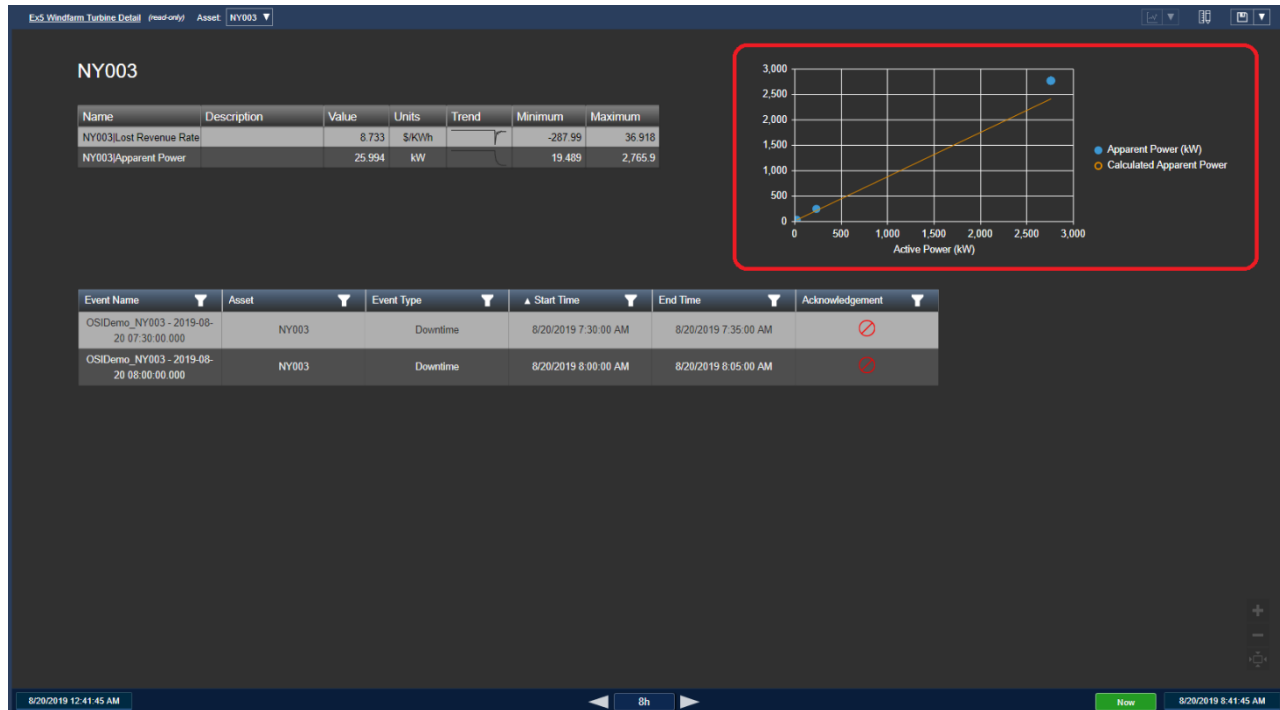 Ex5 Windfarm Turbine Detail (read-only) Asset: NY003 ▼
NY003
Name Description Value Units Trend Minimum Maximum
NY003|Lost Revenue Rate 8.733 $/KWh -287.99 36.918
NY003|Apparent Power 25.994 kW 19.489 2,765.9
3,000
2,500
2,000
1,500
1,000
500
0
0 500 1,000 1,500 2,000 2,500 3,000
Active Power (kW)
Apparent Power (kW)
Calculated Apparent Power
Event Name Asset Event Type ▲ Start Time End Time Acknowledgement
OSIDemo_NY003 - 2019-08-
20 07:30:00.000
NY003 Downtime 8/20/2019 7:30:00 AM 8/20/2019 7:35:00 AM
OSIDemo_NY003 - 2019-08-
20 08:00:00.000
NY003 Downtime 8/20/2019 8:00:00 AM 8/20/2019 8:05:00 AM
8/20/2019 12:41:45 AM 8h Now 8/20/2019 8:41:45 AM